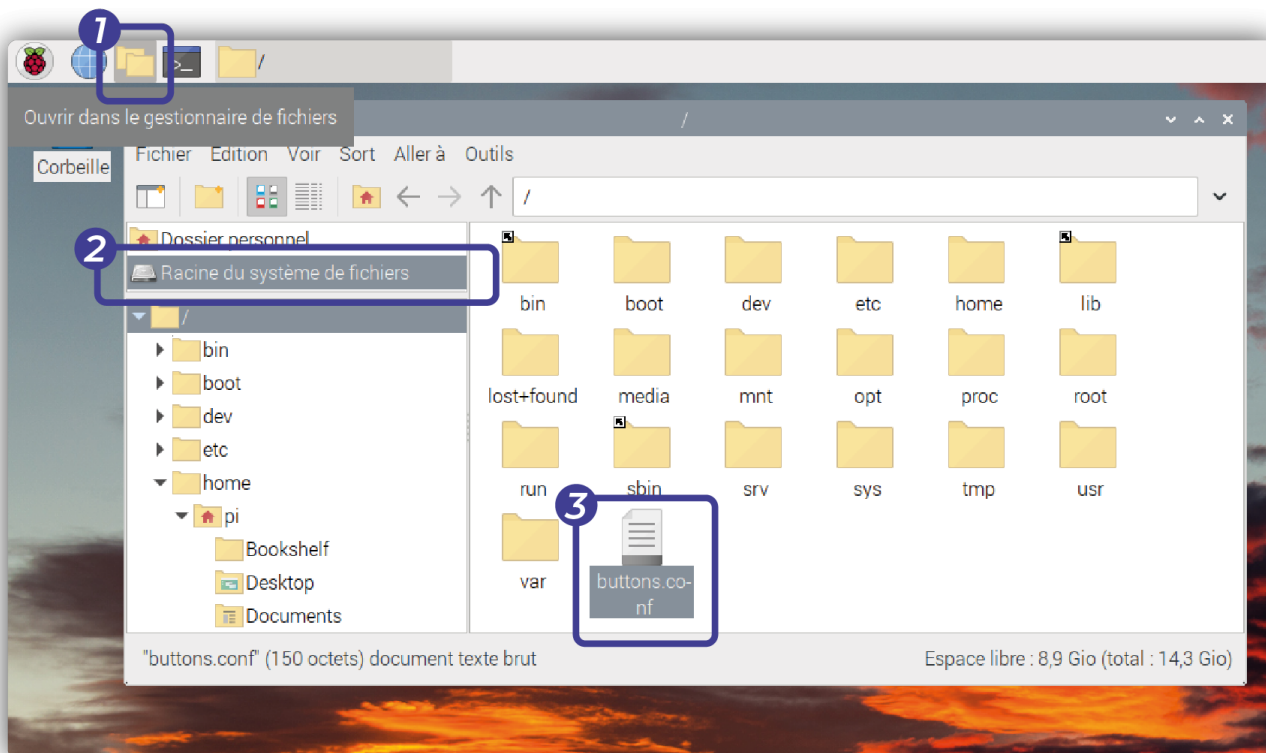 1
/
Ouvrir dans le gestionnaire de fichiers
/
Corbeille
Fichier Edition Voir Sort Aller à Outils
/
2
Dossier personnel
Racine du système de fichiers
/
bin
boot
dev
etc
home
pi
Bookshelf
Desktop
Documents
bin boot dev etc home lib
lost+found media mnt opt proc root
run sbin srv sys tmp usr
3
var buttons.co-
nf
"buttons.conf" (150 octets) document texte brut Espace libre : 8,9 Gio (total : 14,3 Gio)